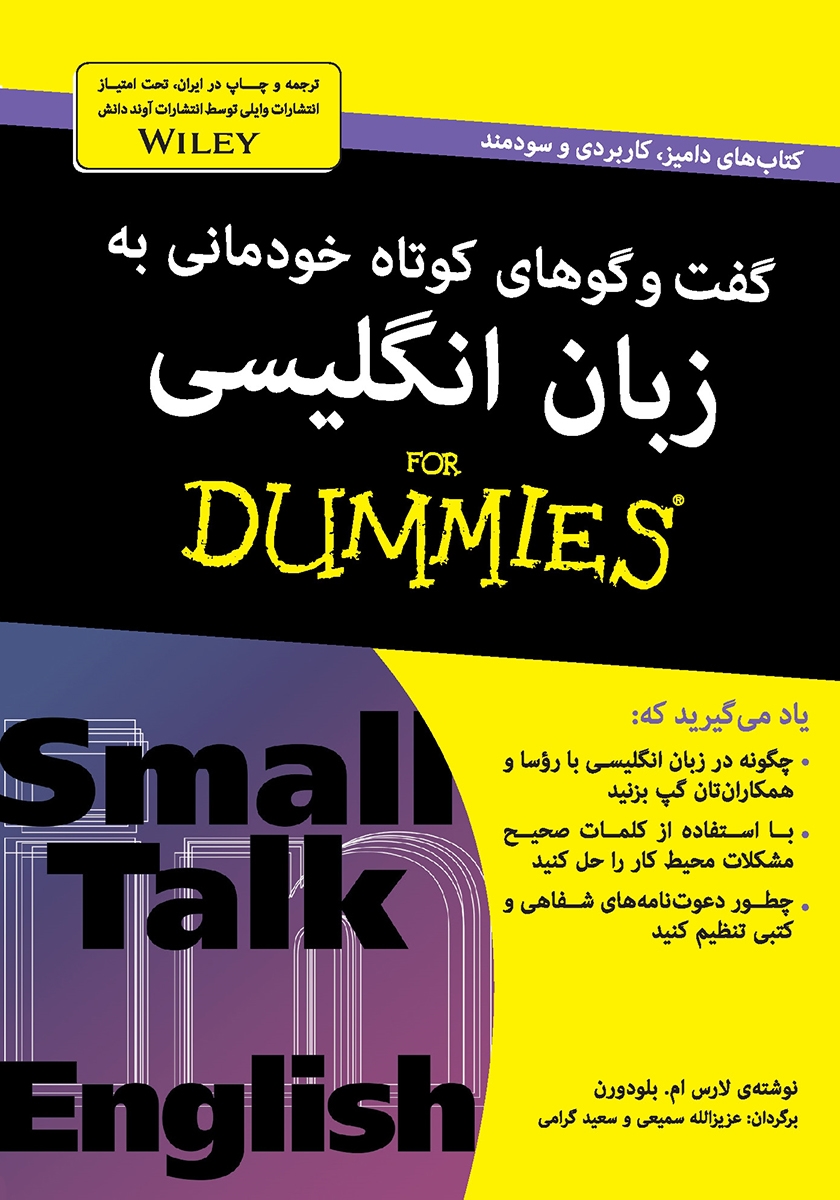 ترجمه و چاپ در ایران، تحت امتیاز
انتشارات وایلی توسط انتشارات آوند دانش
WILEY
کتاب‌های دامیز، کاربردی و سودمند
گفت و گوهای کوتاه خودمانی به
زبان انگلیسی
FOR
DUMMIES®
یاد می‌گیرید که:
• چگونه در زبان انگلیسی با رؤسا و
همکاران‌تان گپ بزنید
• با استفاده از کلمات صحیح
مشکلات محیط کار را حل کنید
• چطور دعوت‌نامه‌های شفاهی و
کتبی تنظیم کنید
Small
Talk
in
English
نوشته‌ی لارس ام. بلودورن
برگردان: عزیزالله سمیعی و سعید گرامی